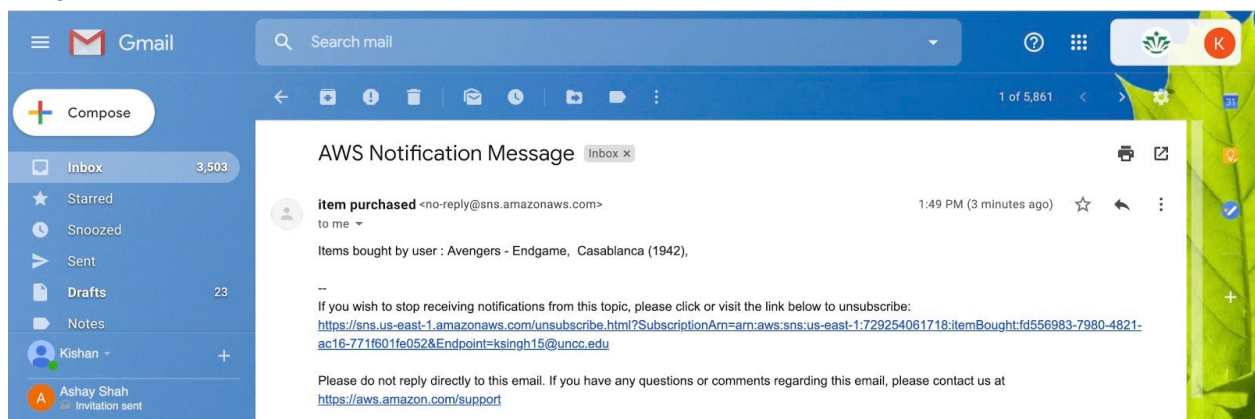 Gmail
Search mail
K
Compose
1 of 5,861
31
Inbox 3,503
Starred
Snoozed
Sent
Drafts 23
Notes
Kishan
Ashay Shah
Invitation sent
A
AWS Notification Message Inbox x
item purchased <no-reply@sns.amazonaws.com> 1:49 PM (3 minutes ago)
to me
Items bought by user : Avengers - Endgame, Casablanca (1942),
--
If you wish to stop receiving notifications from this topic, please click or visit the link below to unsubscribe:
https://sns.us-east-1.amazonaws.com/unsubscribe.html?SubscriptionArn=arn:aws:sns:us-east-1:729254061718:itemBought:fd556983-7980-4821-
ac16-771f601fe052&Endpoint=ksingh15@uncc.edu
Please do not reply directly to this email. If you have any questions or comments regarding this email, please contact us at
https://aws.amazon.com/support